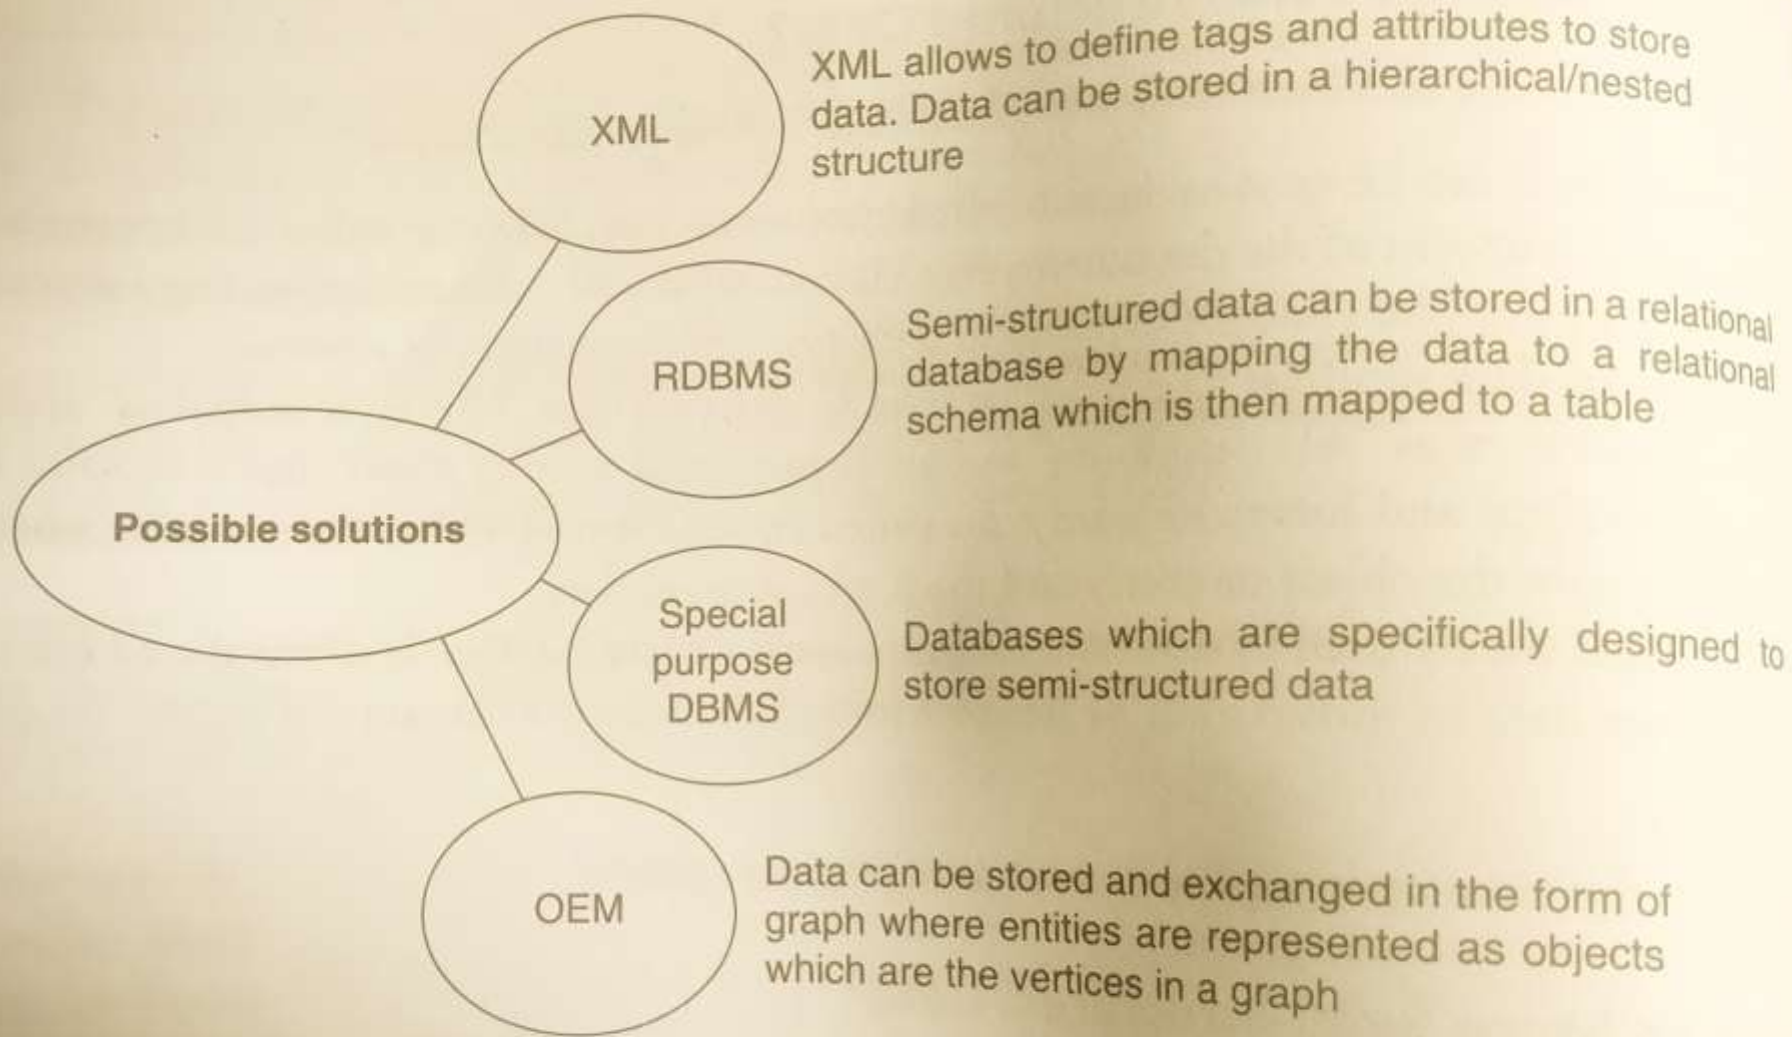 XML
XML allows to define tags and attributes to store
data. Data can be stored in a hierarchical/nested
structure
RDBMS
Semi-structured data can be stored in a relational
database by mapping the data to a relational
schema which is then mapped to a table
Possible solutions
Special
purpose
DBMS
Databases which are specifically designed to
store semi-structured data
OEM
Data can be stored and exchanged in the form of
graph where entities are represented as objects
which are the vertices in a graph